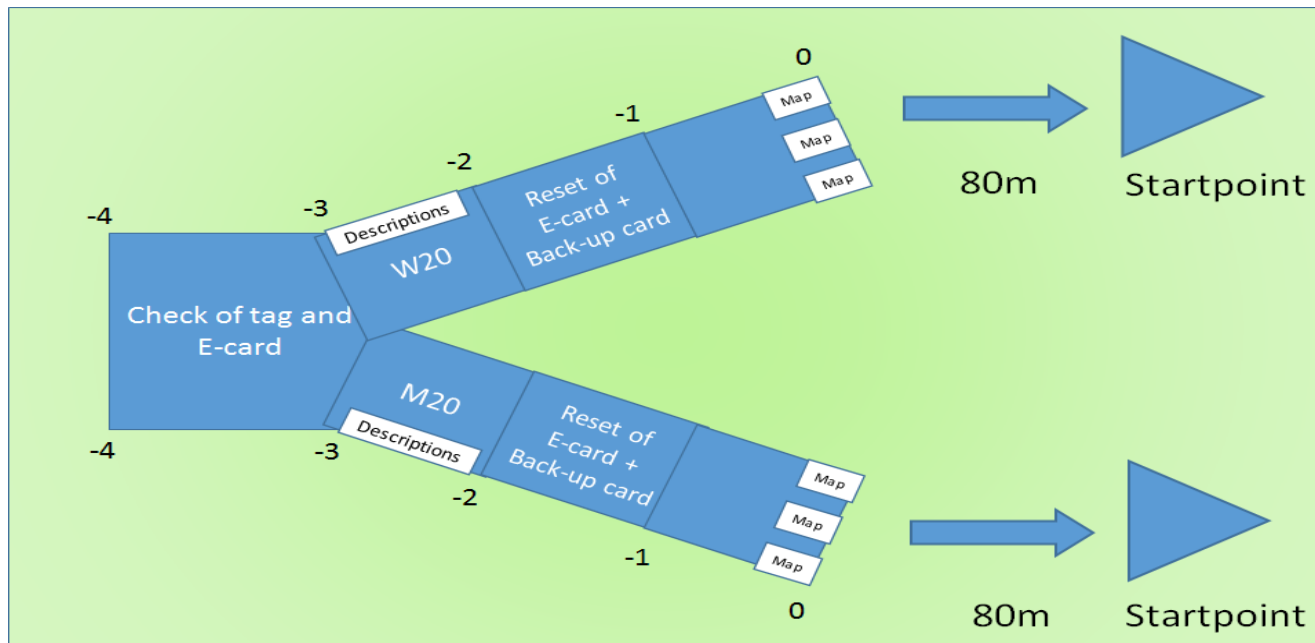 0
Map
Map
Map
-1
-2
-3
-4
Descriptions
W20
Reset of
E-card +
Back-up card
80m
Startpoint
Check of tag and
E-card
-4
-3
-2
-1
0
M20
Descriptions
Reset of
E-card +
Back-up card
Map
Map
Map
80m
Startpoint